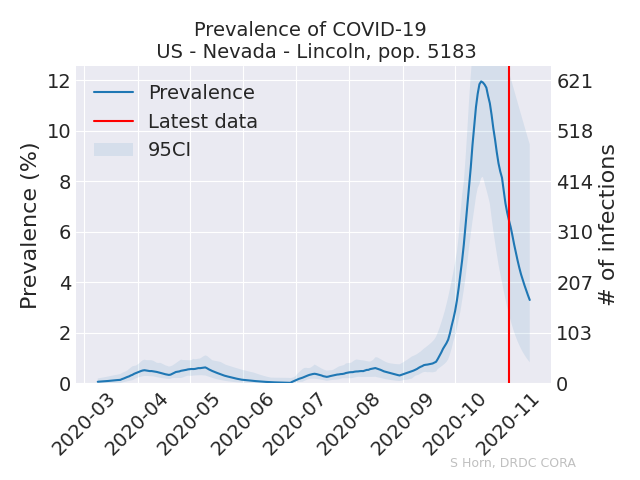 Prevalence of COVID-19
US - Nevada - Lincoln, pop. 5183
Prevalence
Latest data
95CI
Prevalence (%)
12
10
8
6
4
2
0
621
518
414
310
207
103
0
# of infections
2020-03
2020-04
2020-05
2020-06
2020-07
2020-08
2020-09
2020-10
2020-11
S Horn, DRDC CORA